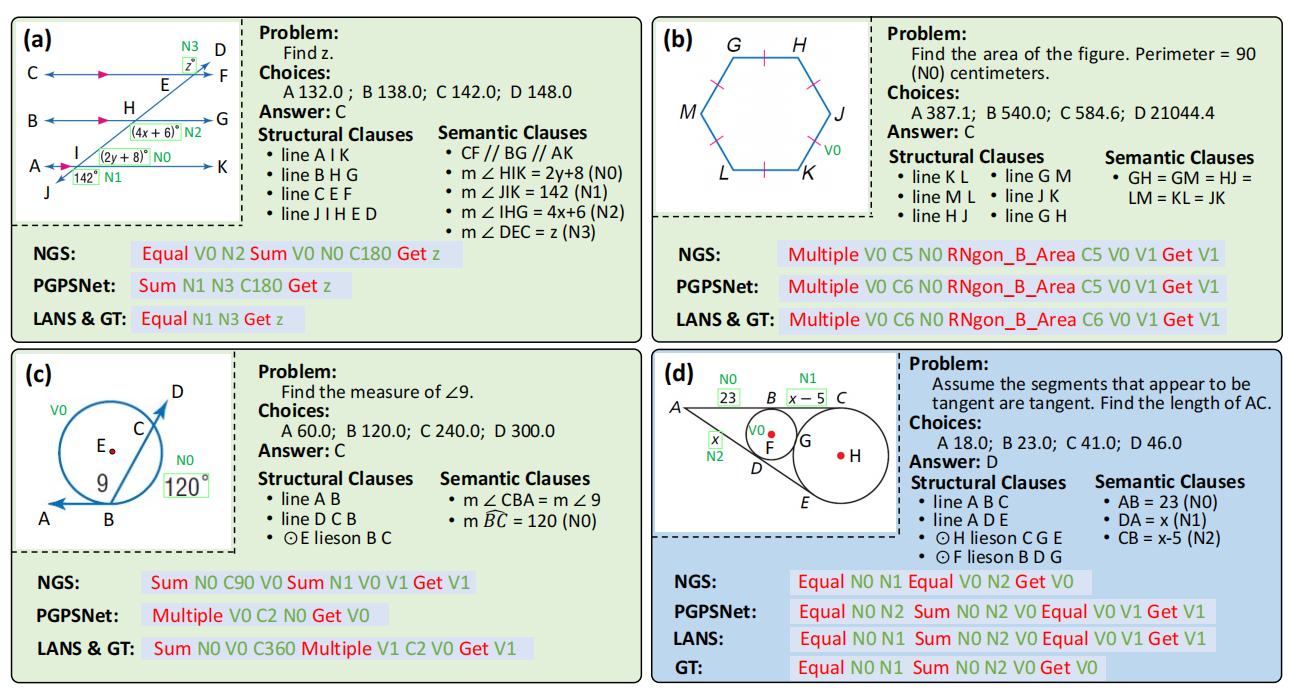 (a)
N3 D
z°
C F
E
H
B G
(4x + 6)° N2
I (2y + 8)° N0
A K
142° N1
J
Problem:
Find z.
Choices:
A 132.0 ; B 138.0; C 142.0; D 148.0
Answer: C
Structural Clauses
• line A I K
• line B H G
• line C E F
• line J I H E D
Semantic Clauses
• CF // BG // AK
• m ∠ HIK = 2y+8 (N0)
• m ∠ JIK = 142 (N1)
• m ∠ IHG = 4x+6 (N2)
• m ∠ DEC = z (N3)
NGS: Equal V0 N2 Sum V0 N0 C180 Get z
PGPSNet: Sum N1 N3 C180 Get z
LANS & GT: Equal N1 N3 Get z
(b)
G H
M J
V0
L K
Problem:
Find the area of the figure. Perimeter = 90
(N0) centimeters.
Choices:
A 387.1; B 540.0; C 584.6; D 21044.4
Answer: C
Structural Clauses
• line K L • line G M
• line M L • line J K
• line H J • line G H
Semantic Clauses
• GH = GM = HJ =
LM = KL = JK
NGS: Multiple V0 C5 N0 RNgon_B_Area C5 V0 V1 Get V1
PGPSNet: Multiple V0 C6 N0 RNgon_B_Area C5 V0 V1 Get V1
LANS & GT: Multiple V0 C6 N0 RNgon_B_Area C6 V0 V1 Get V1
(c)
D
V0
C
E
N0
9 120°
A B
Problem:
Find the measure of ∠9.
Choices:
A 60.0; B 120.0; C 240.0; D 300.0
Answer: C
Structural Clauses
• line A B
• line D C B
• ⊙E lieson B C
Semantic Clauses
• m ∠ CBA = m ∠ 9
• m BC = 120 (N0)
NGS: Sum N0 C90 V0 Sum N1 V0 V1 Get V1
PGPSNet: Multiple V0 C2 N0 Get V0
LANS & GT: Sum N0 V0 C360 Multiple V1 C2 V0 Get V1
(d)
N0 N1
23 B x − 5 C
A
V0
x F G
N2 H
D
E
Problem:
Assume the segments that appear to be
tangent are tangent. Find the length of AC.
Choices:
A 18.0; B 23.0; C 41.0; D 46.0
Answer: D
Structural Clauses
• line A B C
• line A D E
• ⊙H lieson C G E
• ⊙F lieson B D G
Semantic Clauses
• AB = 23 (N0)
• DA = x (N1)
• CB = x-5 (N2)
NGS: Equal N0 N1 Equal V0 N2 Get V0
PGPSNet: Equal N0 N2 Sum N0 N2 V0 Equal V0 V1 Get V1
LANS: Equal N0 N1 Sum N0 N2 V0 Equal V0 V1 Get V1
GT: Equal N0 N1 Sum N0 N2 V0 Get V0